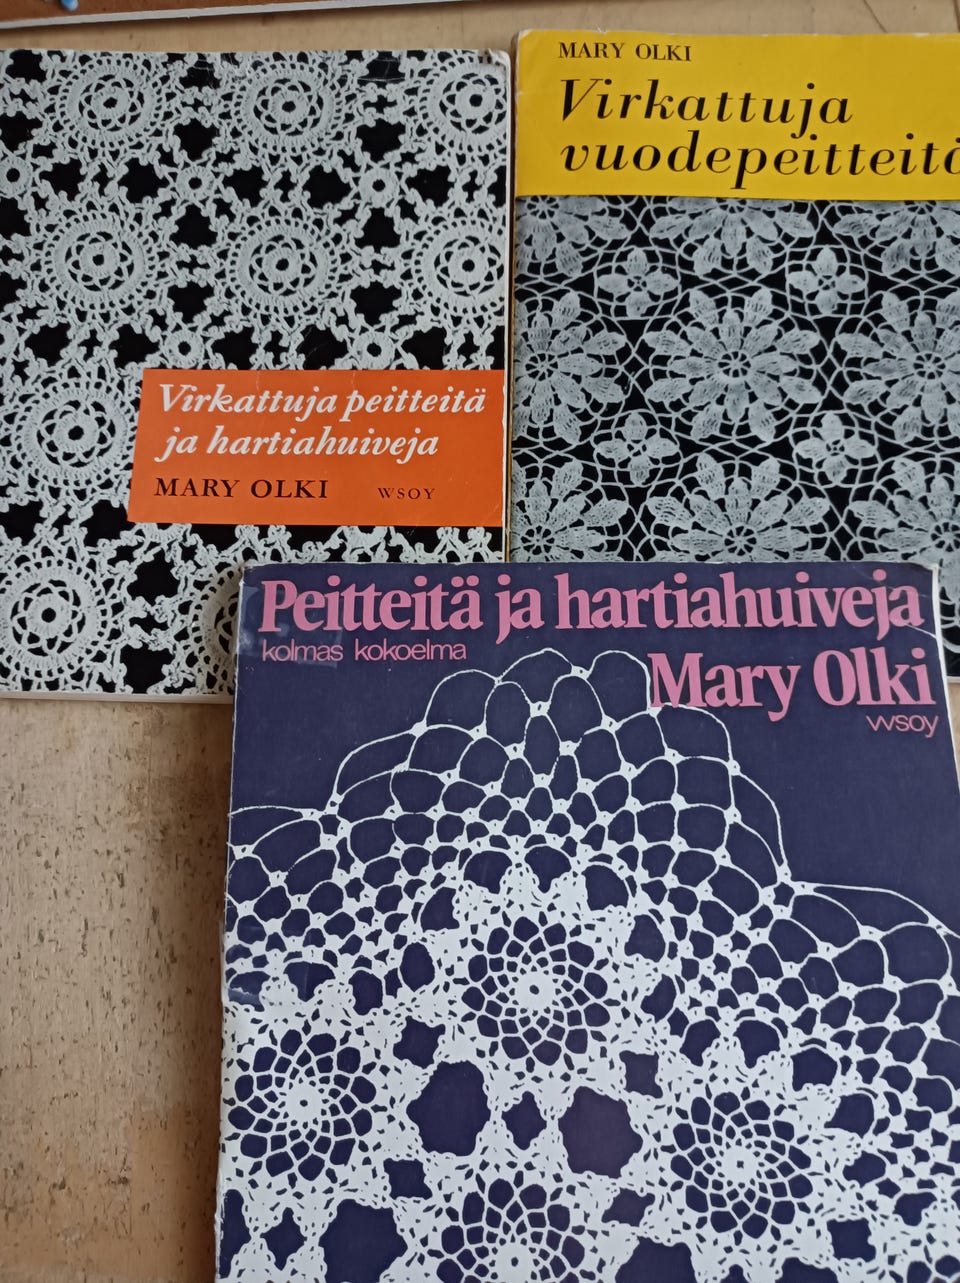 Virkattuja peitteitä
ja hartiahuiveja
MARY OLKI WSOY
MARY OLKI
Virkattuja
vuodepeitteitä
Peitteitä ja hartiahuiveja
kolmas kokoelma
Mary Olki
wsoy